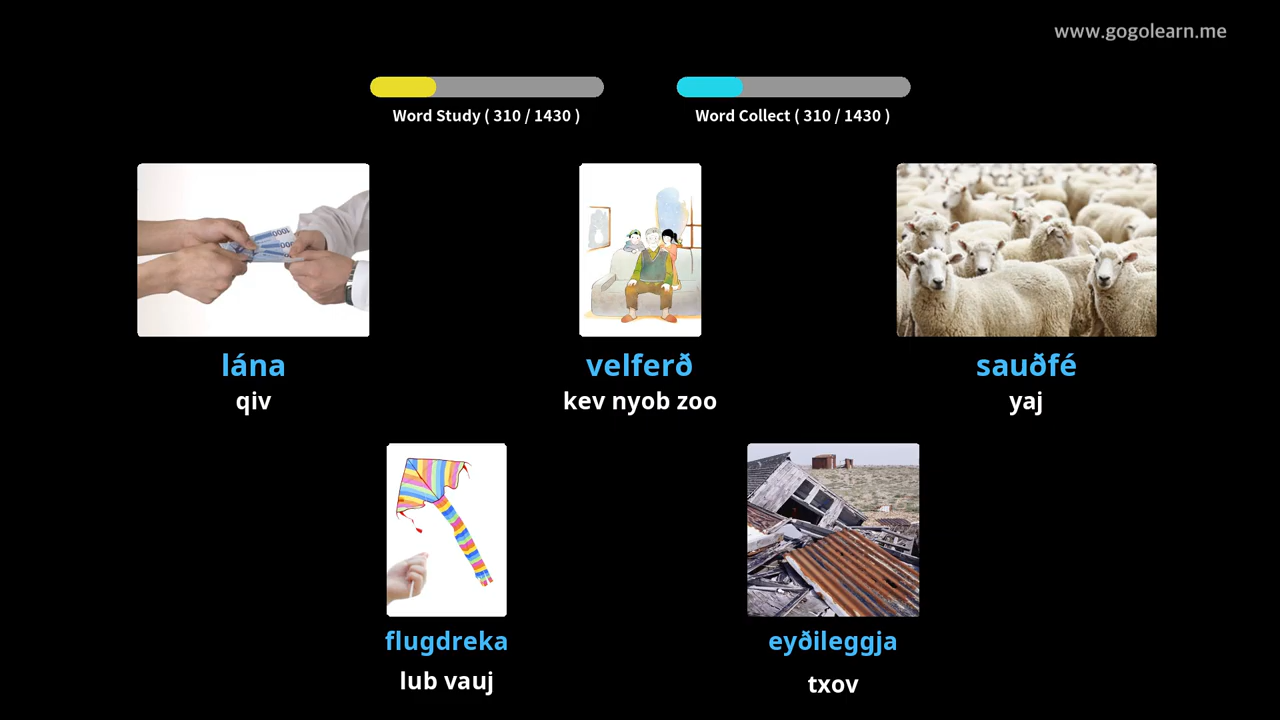 www.gogolearn.me
Word Study ( 310 / 1430 )
Word Collect ( 310 / 1430 )
lána
qiv
velferð
kev nyob zoo
sauðfé
yaj
flugdreka
lub vauj
eyðileggja
txov